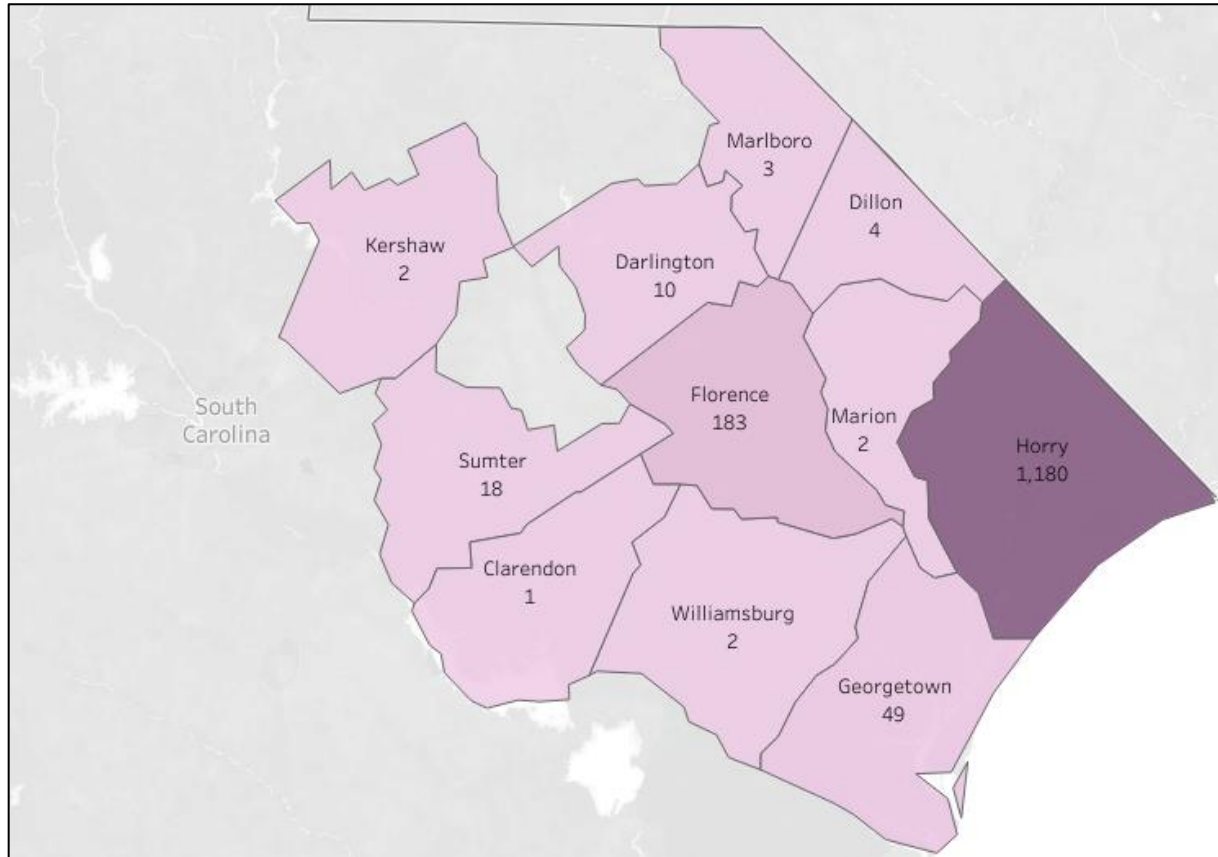 Marlboro
3
Dillon
4
Kershaw
2
Darlington
10
Florence
183
South
Carolina
Marion
2
Horry
1,180
Sumter
18
Clarendon
1
Williamsburg
2
Georgetown
49